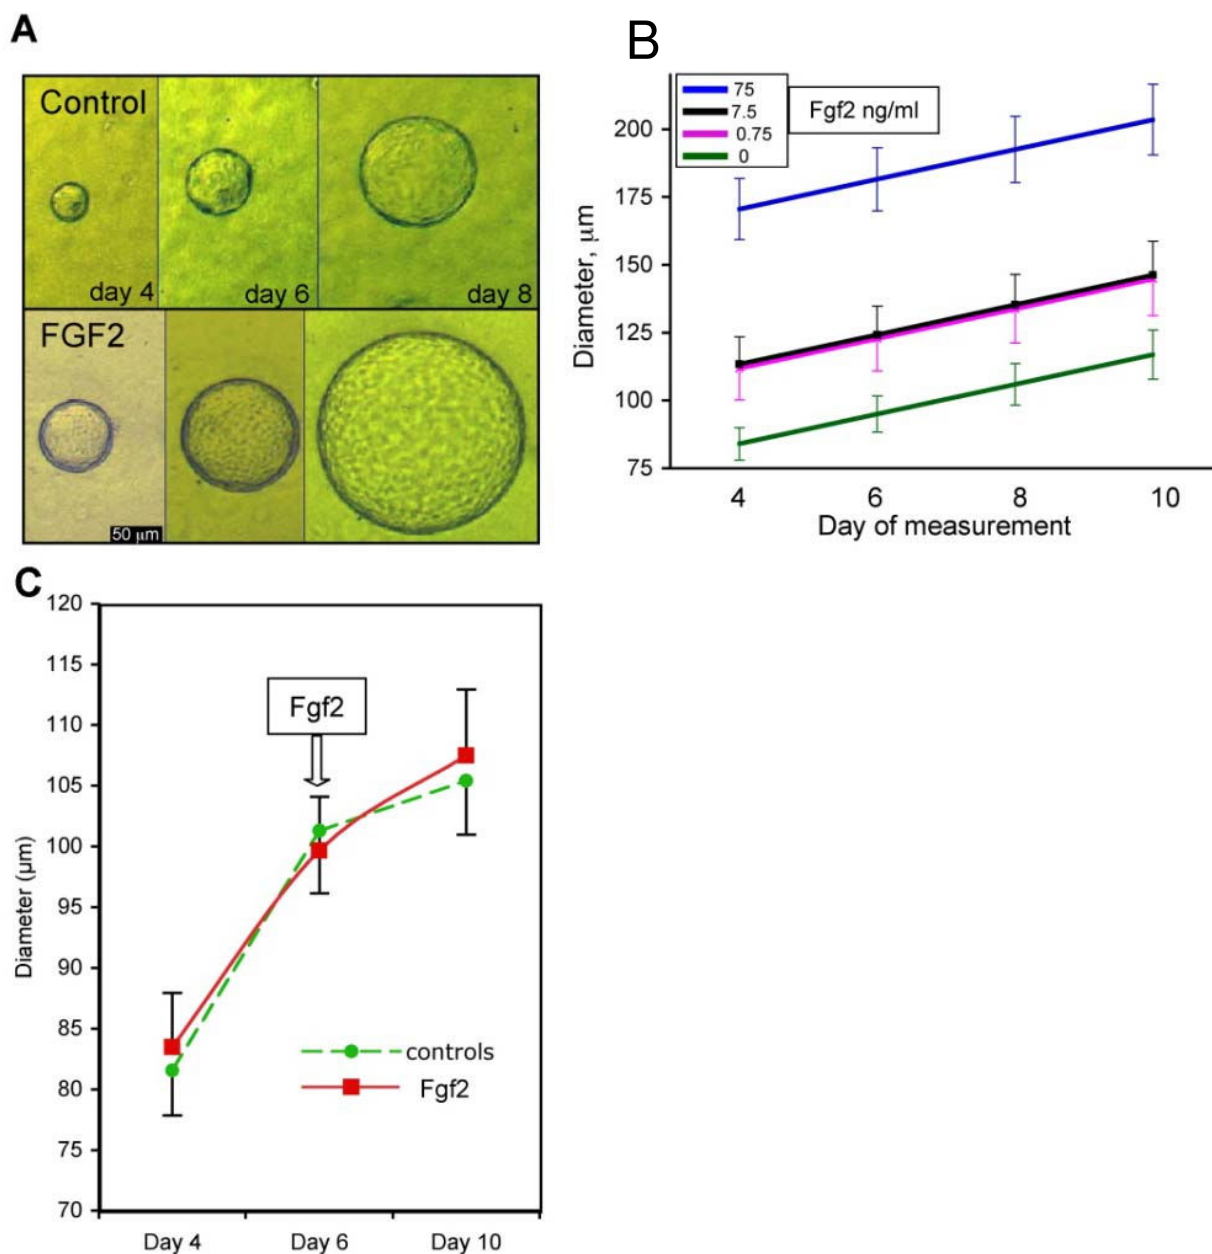 A
Control
day 4
day 6
day 8
FGF2
50 μm
B
75
7.5
0.75
0
Fgf2 ng/ml
200
175
150
125
100
75
Diameter, μm
4 6 8 10
Day of measurement
C
120
115
110
105
100
95
90
85
80
75
70
Diameter (μm)
Fgf2
controls
Fgf2
Day 4 Day 6 Day 10